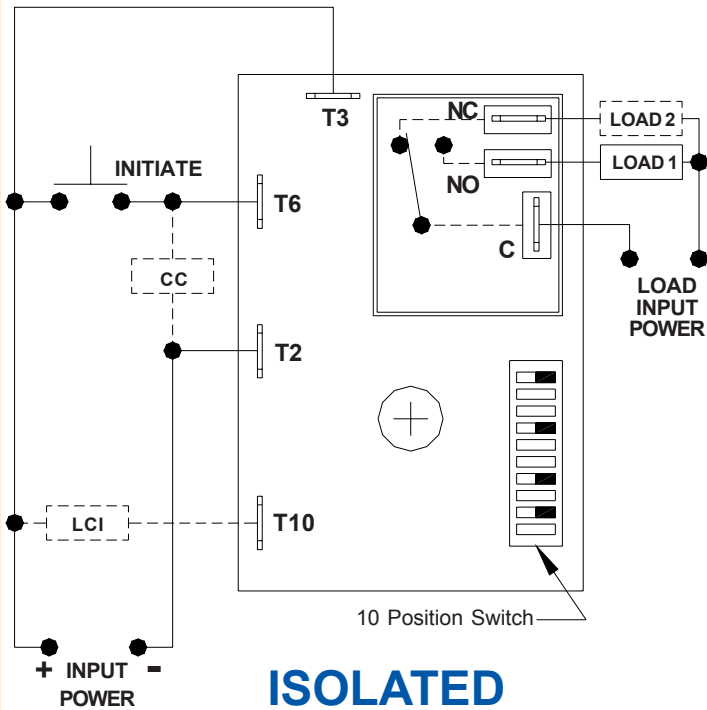 T3
NC
LOAD 2
LOAD 1
NO
INITIATE
T6
C
CC
LOAD
INPUT
POWER
T2
LCI
T10
10 Position Switch
+ INPUT -
POWER
ISOLATED